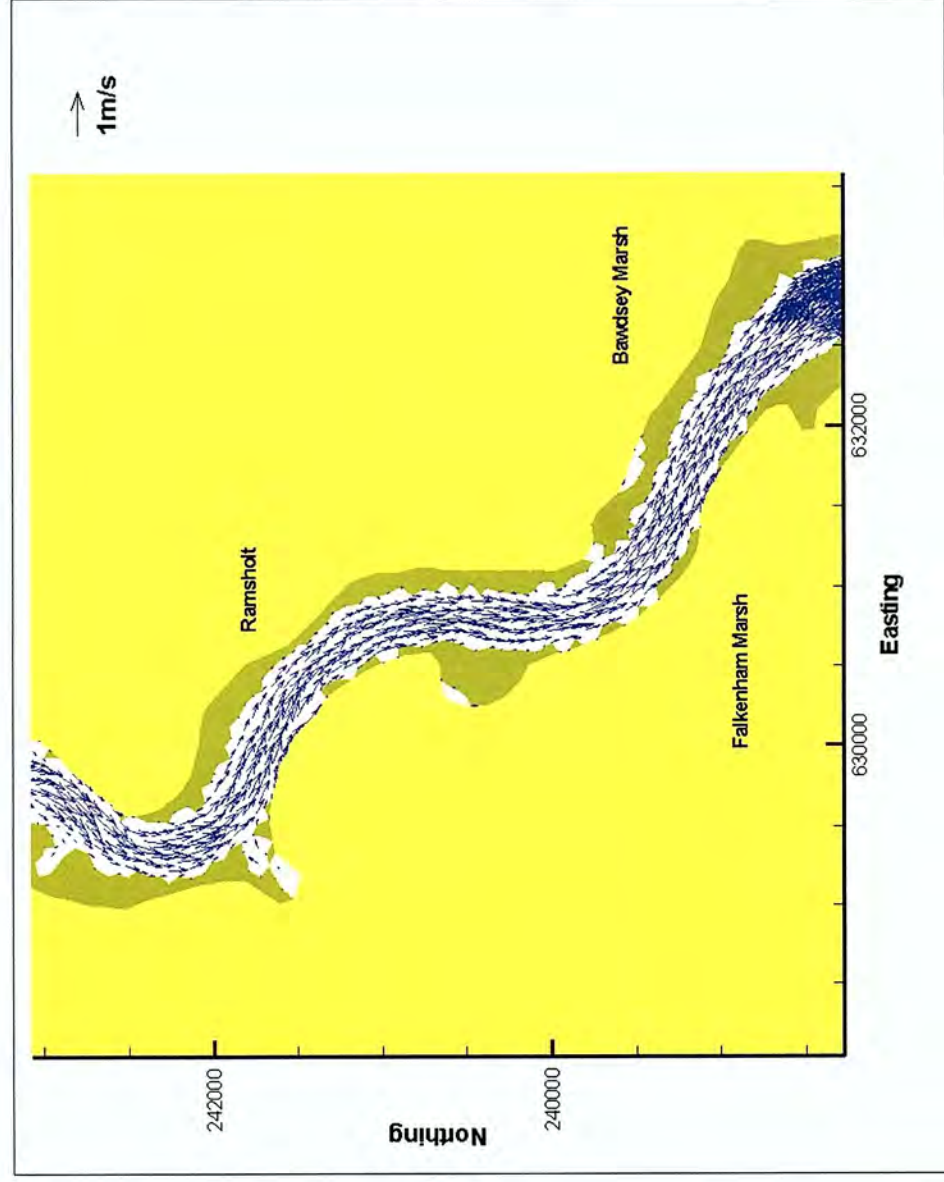 1m/s
Ramsholt
Bawdsey Marsh
Falkenham Marsh
Northing
242000
240000
630000
632000
Easting